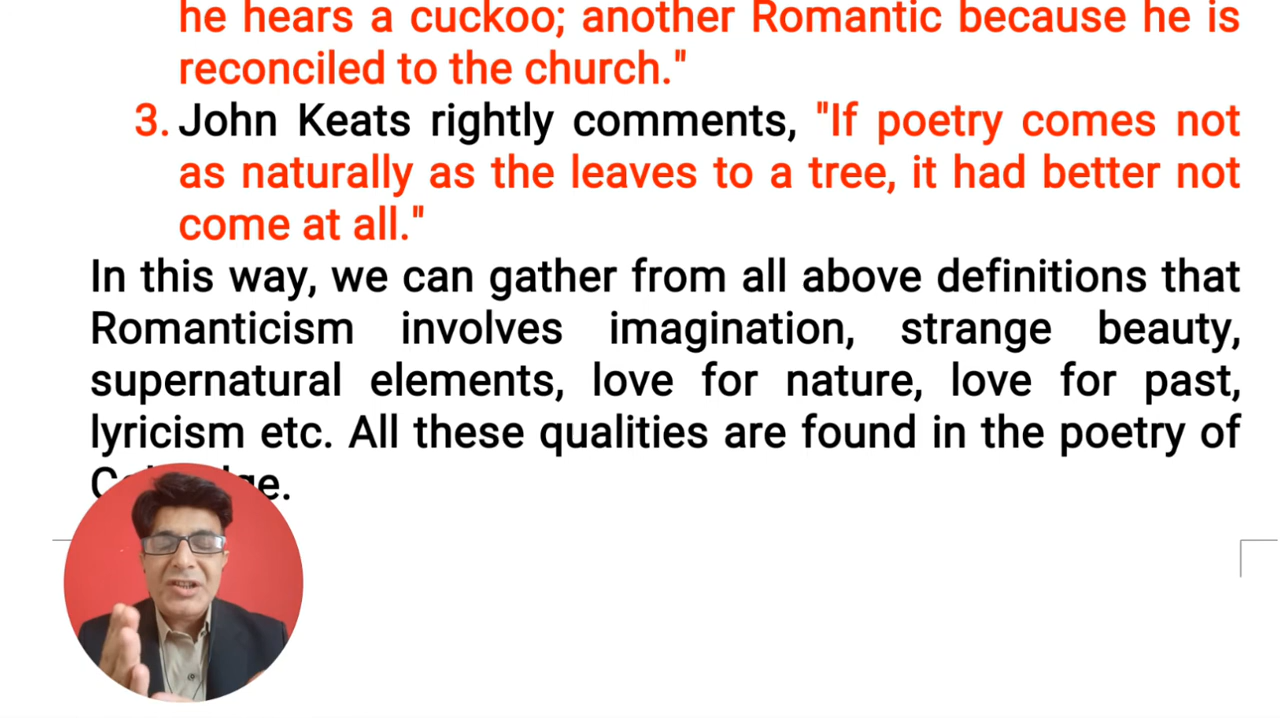 he hears a cuckoo; another Romantic because he is
reconciled to the church."
3. John Keats rightly comments, "If poetry comes not
as naturally as the leaves to a tree, it had better not
come at all."
In this way, we can gather from all above definitions that
Romanticism involves imagination, strange beauty,
supernatural elements, love for nature, love for past,
lyricism etc. All these qualities are found in the poetry of